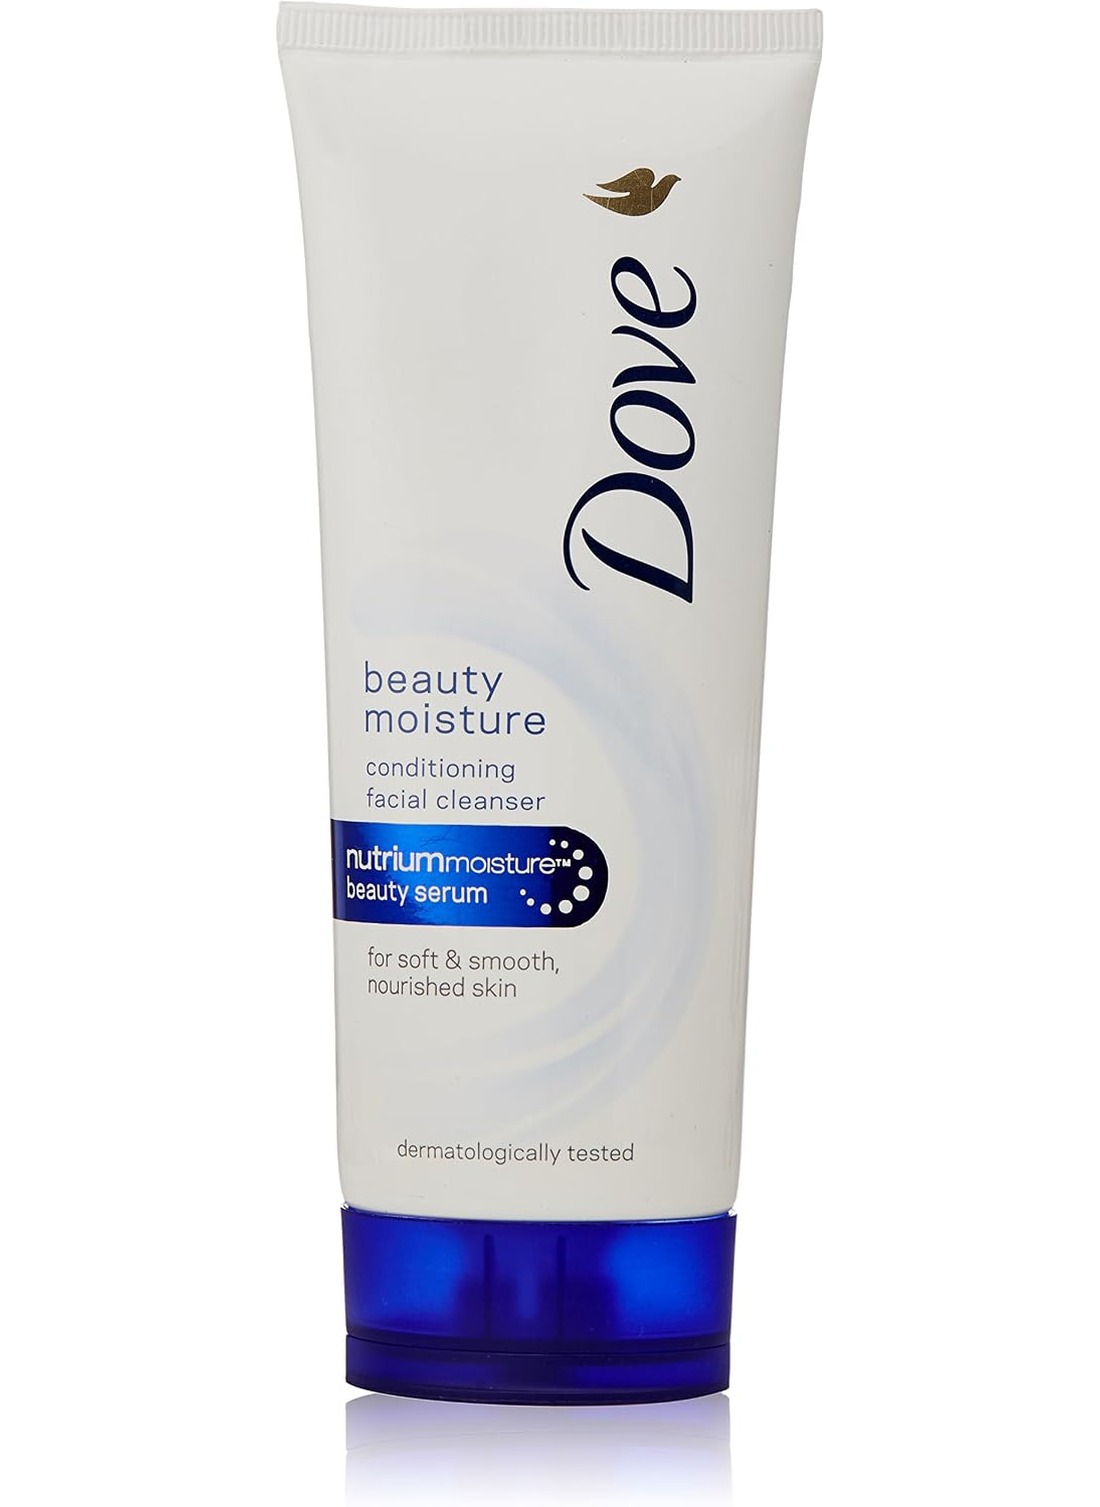 Dove
beauty
moisture
conditioning
facial cleanser
nutriummoisture™
beauty serum
for soft & smooth,
nourished skin
dermatologically tested